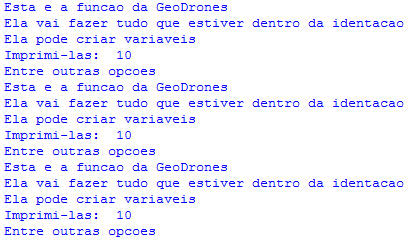 Esta e a funcao da GeoDrones
Ela vai fazer tudo que estiver dentro da identacao
Ela pode criar variaveis
Imprimi-las:  10
Entre outras opcoes
Esta e a funcao da GeoDrones
Ela vai fazer tudo que estiver dentro da identacao
Ela pode criar variaveis
Imprimi-las:  10
Entre outras opcoes
Esta e a funcao da GeoDrones
Ela vai fazer tudo que estiver dentro da identacao
Ela pode criar variaveis
Imprimi-las:  10
Entre outras opcoes